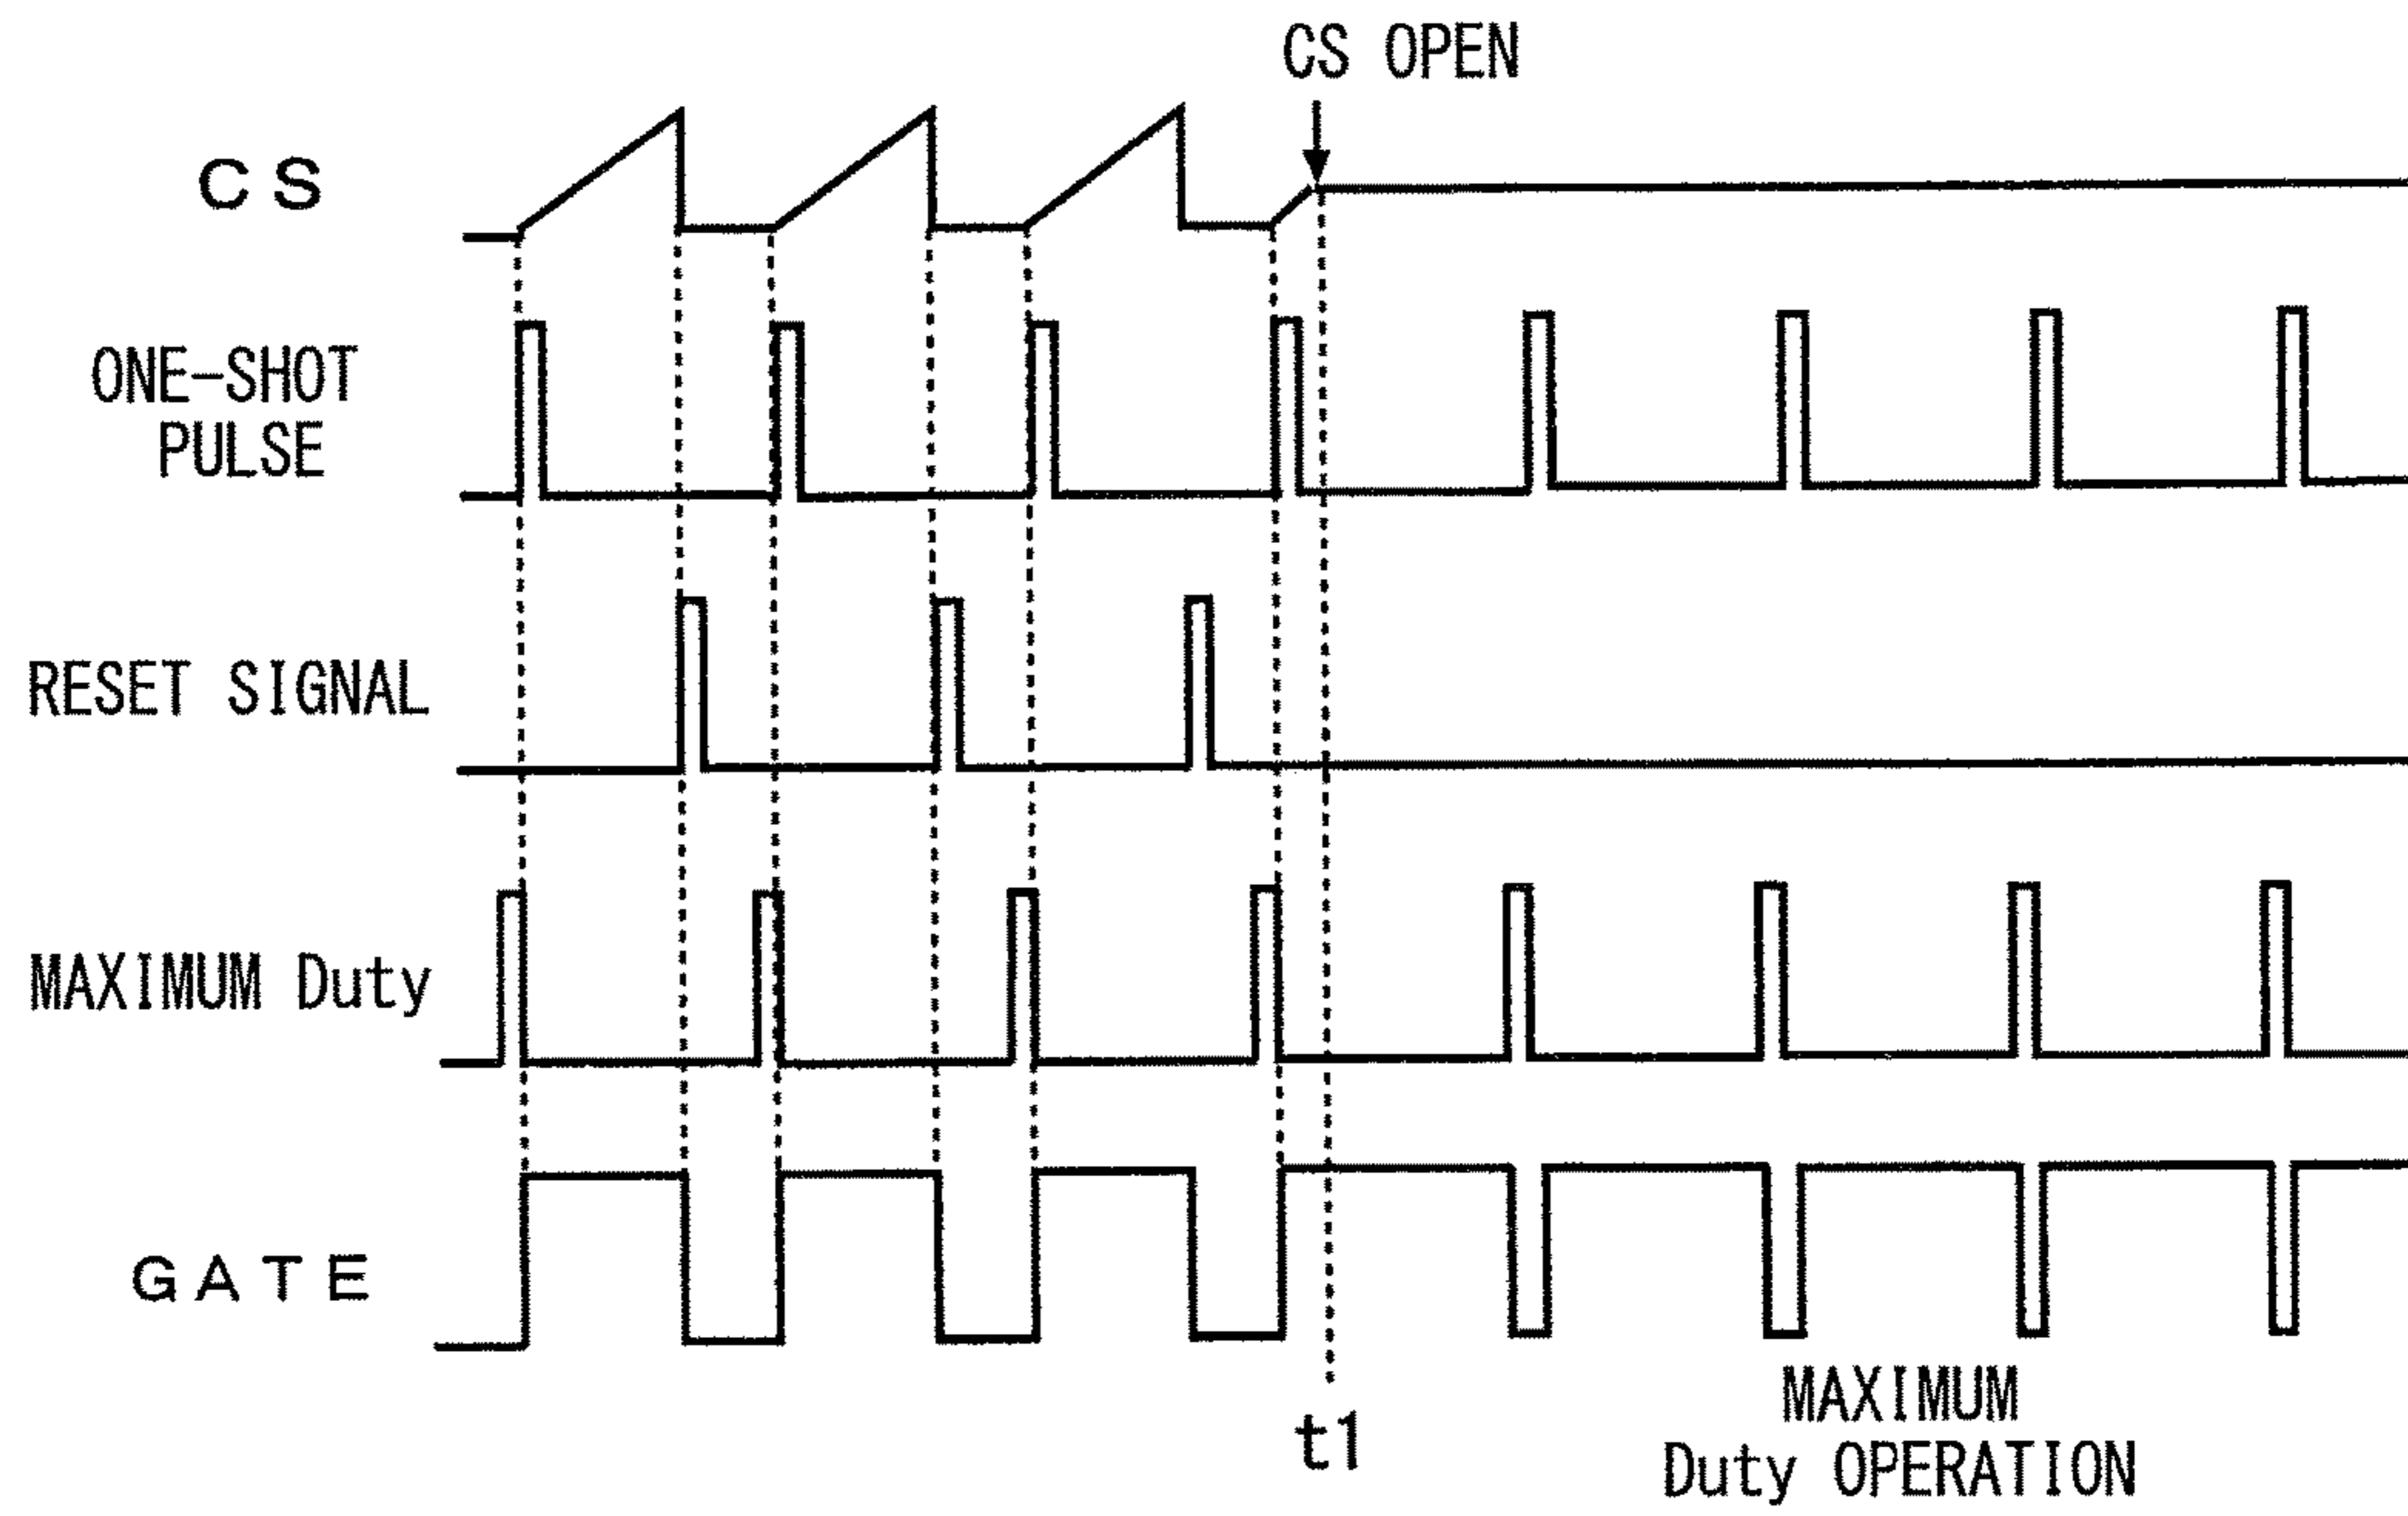 CS OPEN
CS
ONE-SHOT
PULSE
RESET SIGNAL
MAXIMUM Duty
GATE
t1
MAXIMUM
Duty OPERATION